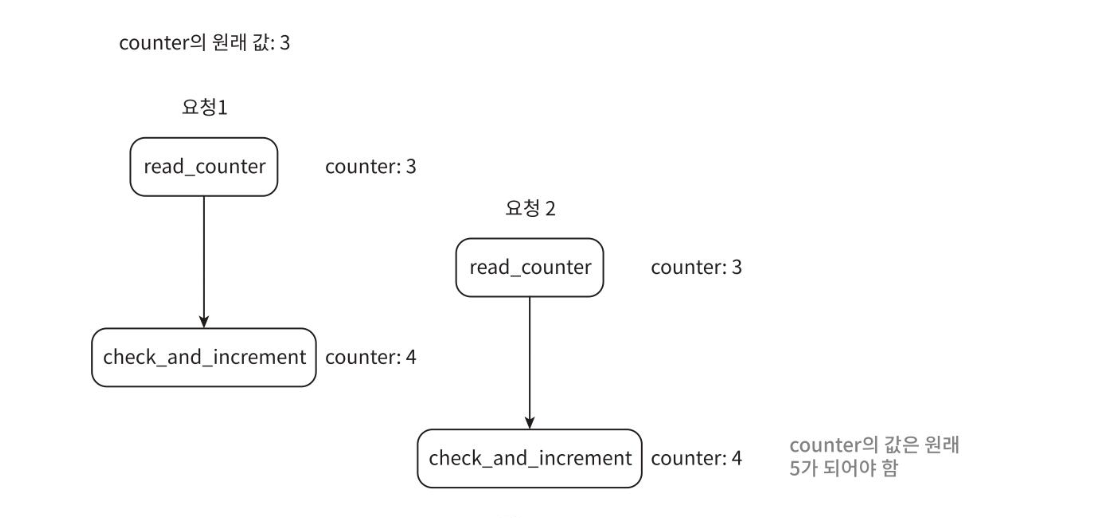 counter의 원래 값: 3
요청1
read_counter
counter: 3
요청 2
read_counter
counter: 3
check_and_increment
counter: 4
check_and_increment
counter: 4
counter의 값은 원래
5가 되어야 함